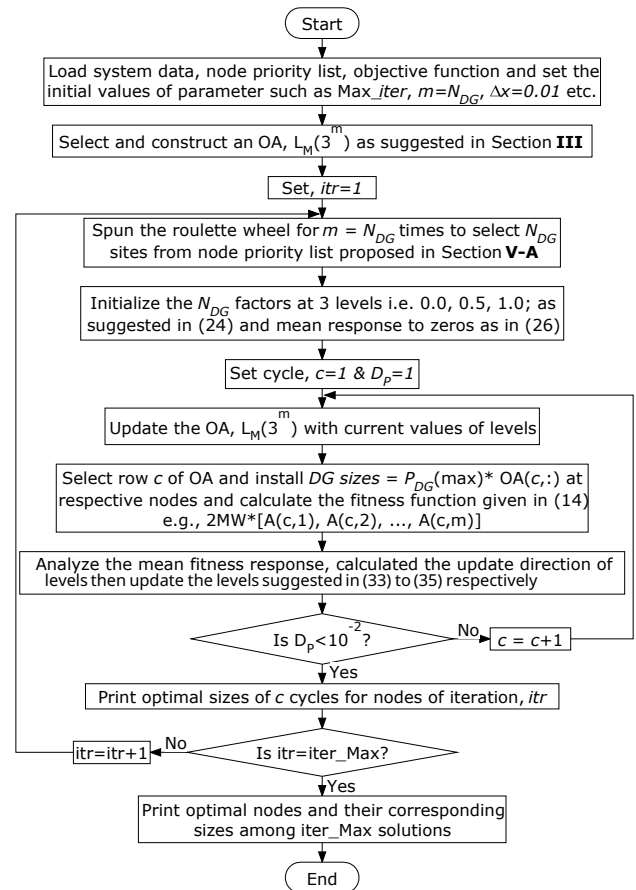 Start
Load system data, node priority list, objective function and set the
initial values of parameter such as Max_iter, m=N_DG, Δx=0.01 etc.
Select and construct an OA, L_M(3^m) as suggested in Section III
Set, itr=1
Spun the roulette wheel for m = N_DG times to select N_DG
sites from node priority list proposed in Section V-A
Initialize the N_DG factors at 3 levels i.e. 0.0, 0.5, 1.0; as
suggested in (24) and mean response to zeros as in (26)
Set cycle, c=1 & D_P=1
Update the OA, L_M(3^m) with current values of levels
Select row c of OA and install DG sizes = P_DG(max)* OA(c,:) at
respective nodes and calculate the fitness function given in (14)
e.g., 2MW*[A(c,1), A(c,2), ..., A(c,m)]
Analyze the mean fitness response, calculated the update direction of
levels then update the levels suggested in (33) to (35) respectively
Is D_P<10^-2?
No
c = c+1
Yes
Print optimal sizes of c cycles for nodes of iteration, itr
Is itr=iter_Max?
No
itr=itr+1
Yes
Print optimal nodes and their corresponding
sizes among iter_Max solutions
End